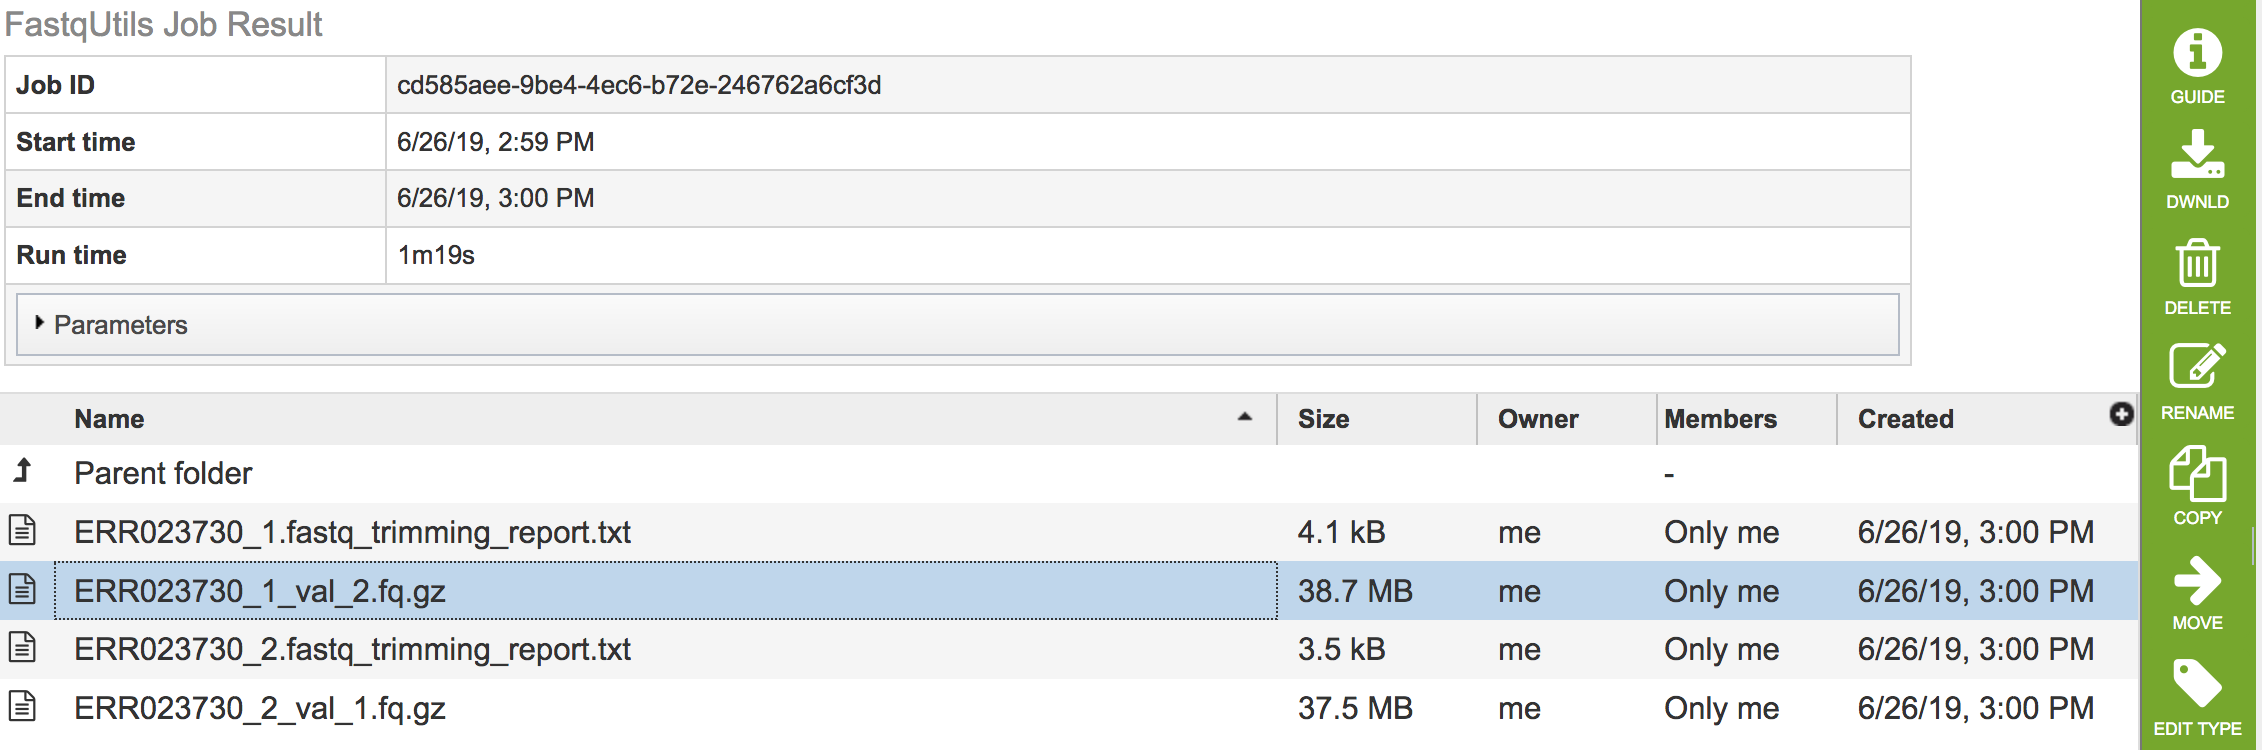 FastqUtils Job Result
Job ID cd585aee-9be4-4ec6-b72e-246762a6cf3d
Start time 6/26/19, 2:59 PM
End time 6/26/19, 3:00 PM
Run time 1m19s
Parameters
Name Size Owner Members Created
Parent folder -
ERR023730_1.fastq_trimming_report.txt 4.1 kB me Only me 6/26/19, 3:00 PM
ERR023730_1_val_2.fq.gz 38.7 MB me Only me 6/26/19, 3:00 PM
ERR023730_2.fastq_trimming_report.txt 3.5 kB me Only me 6/26/19, 3:00 PM
ERR023730_2_val_1.fq.gz 37.5 MB me Only me 6/26/19, 3:00 PM
GUIDE
DWNLD
DELETE
RENAME
COPY
MOVE
EDIT TYPE